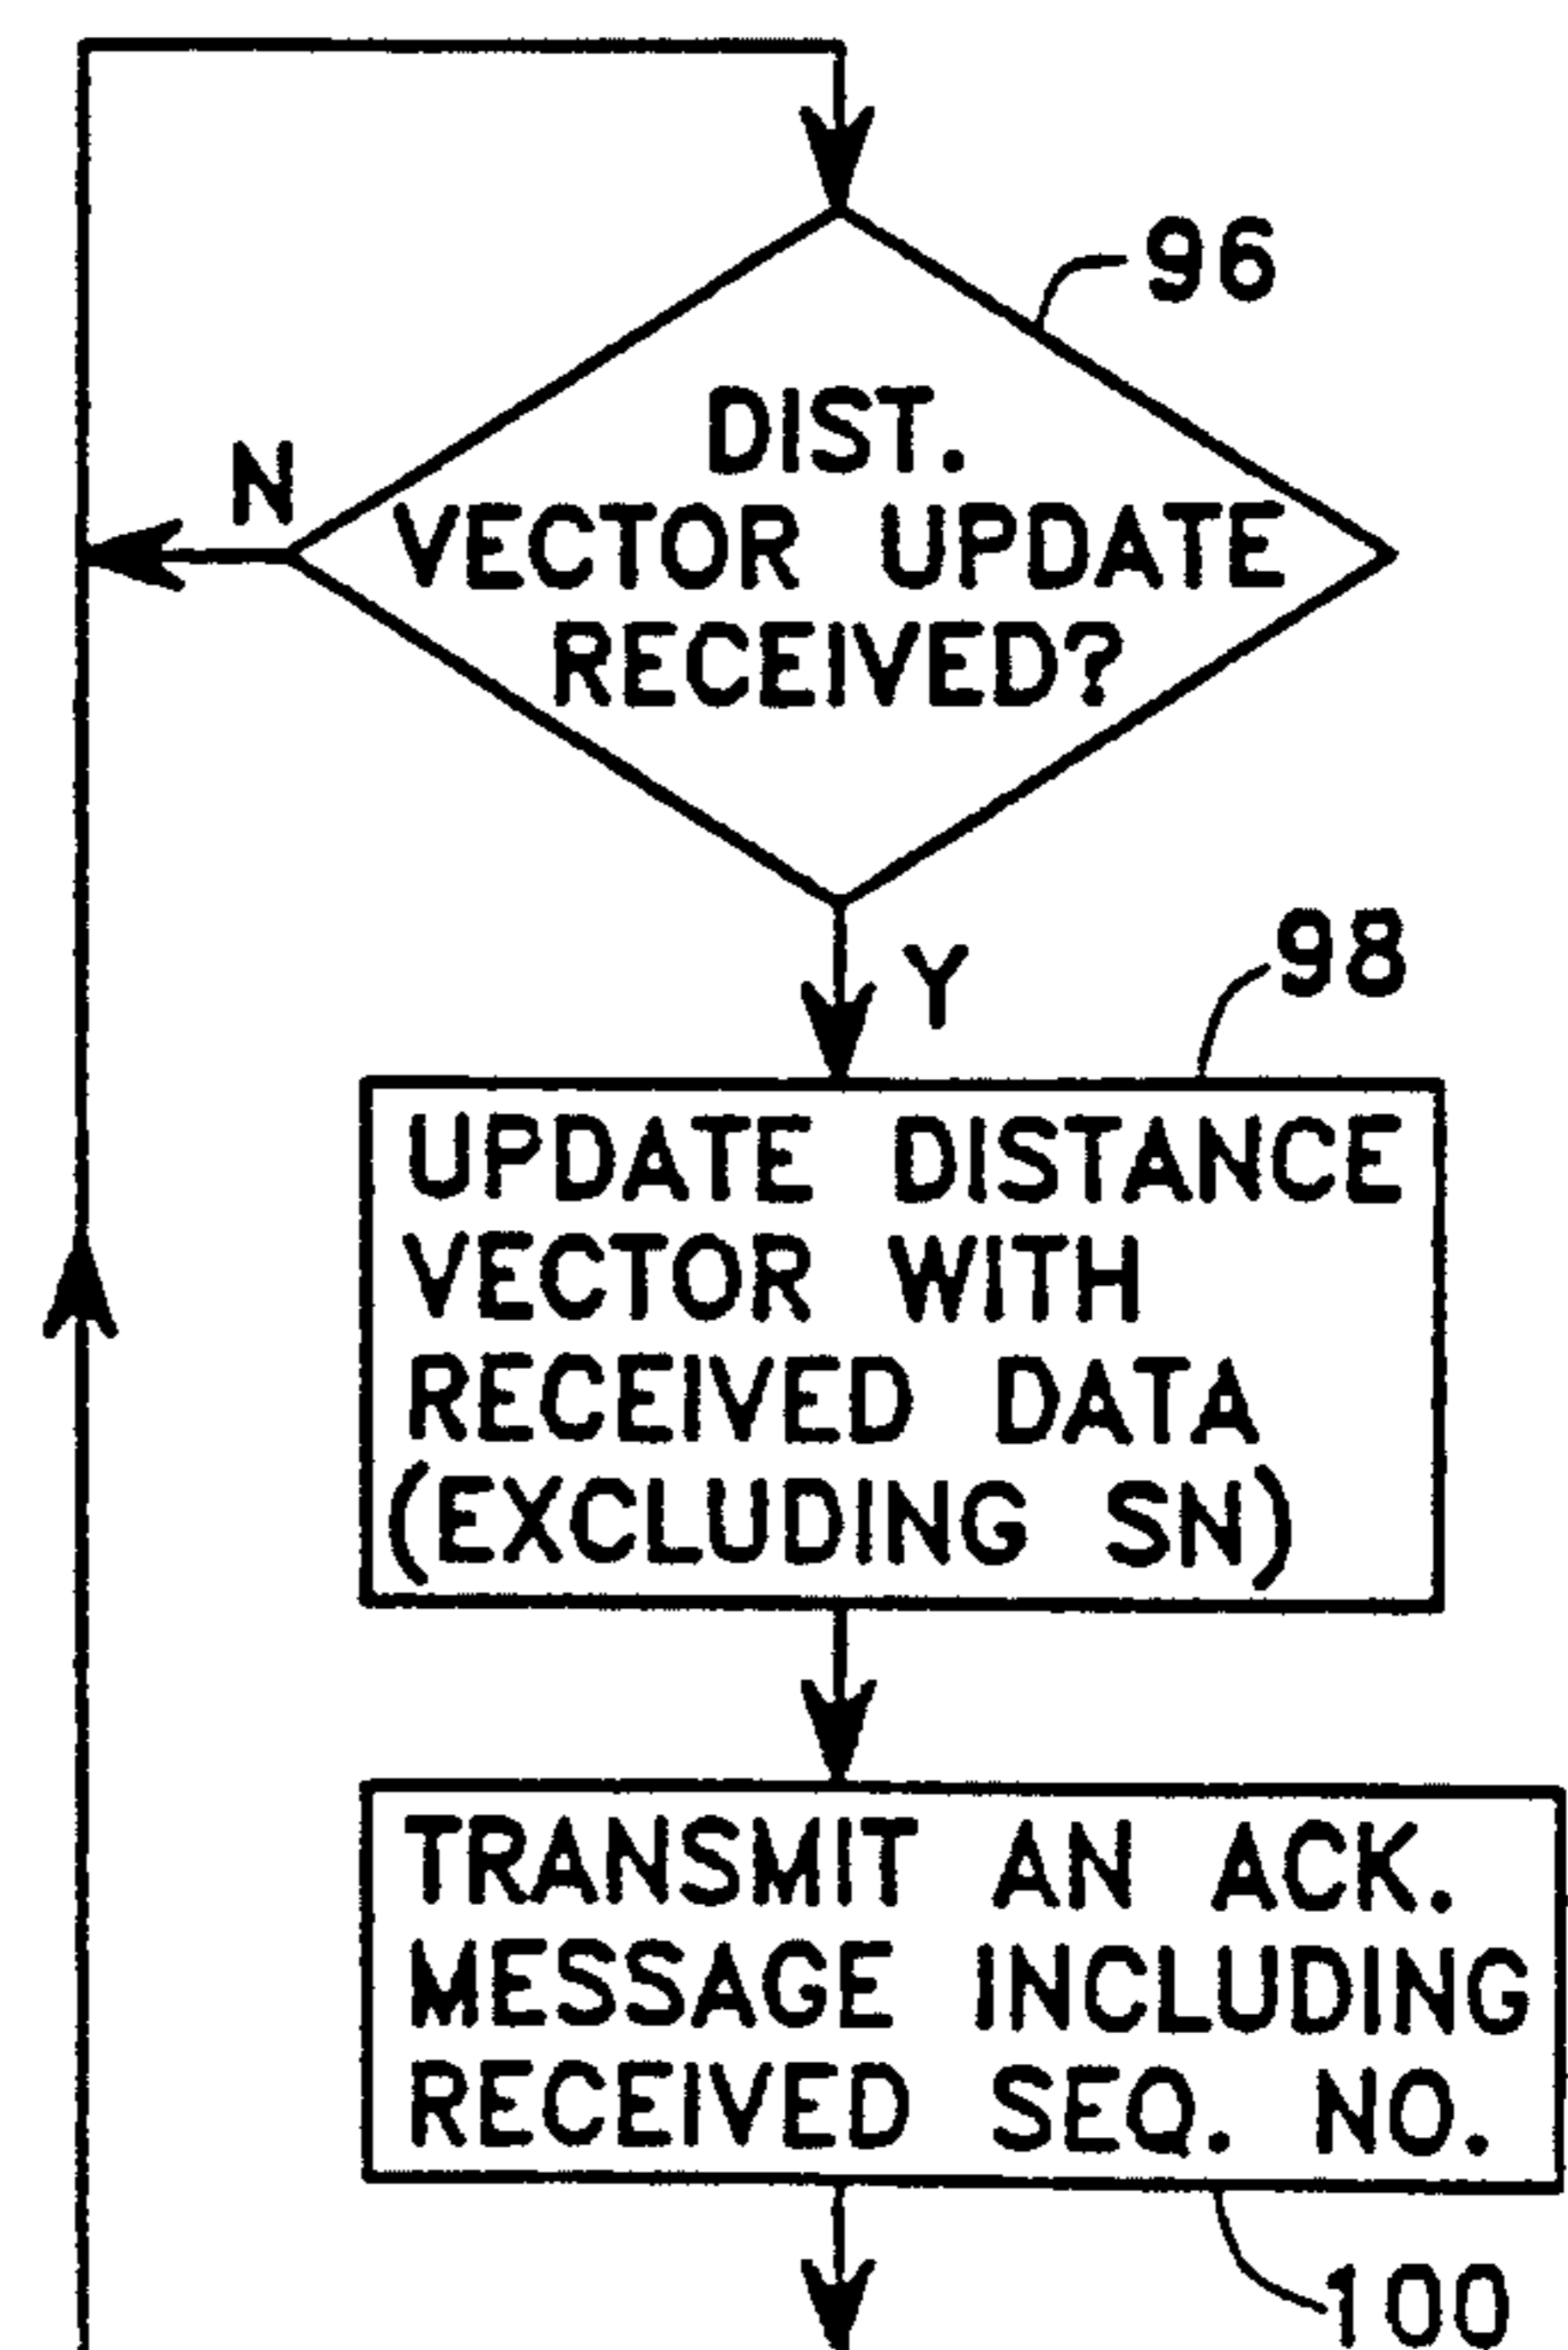 96
DIST.
VECTOR UPDATE
RECEIVED?
N
Y
98
UPDATE DISTANCE
VECTOR WITH
RECEIVED DATA
(EXCLUDING SN)
TRANSMIT AN ACK.
MESSAGE INCLUDING
RECEIVED SEQ. NO.
100